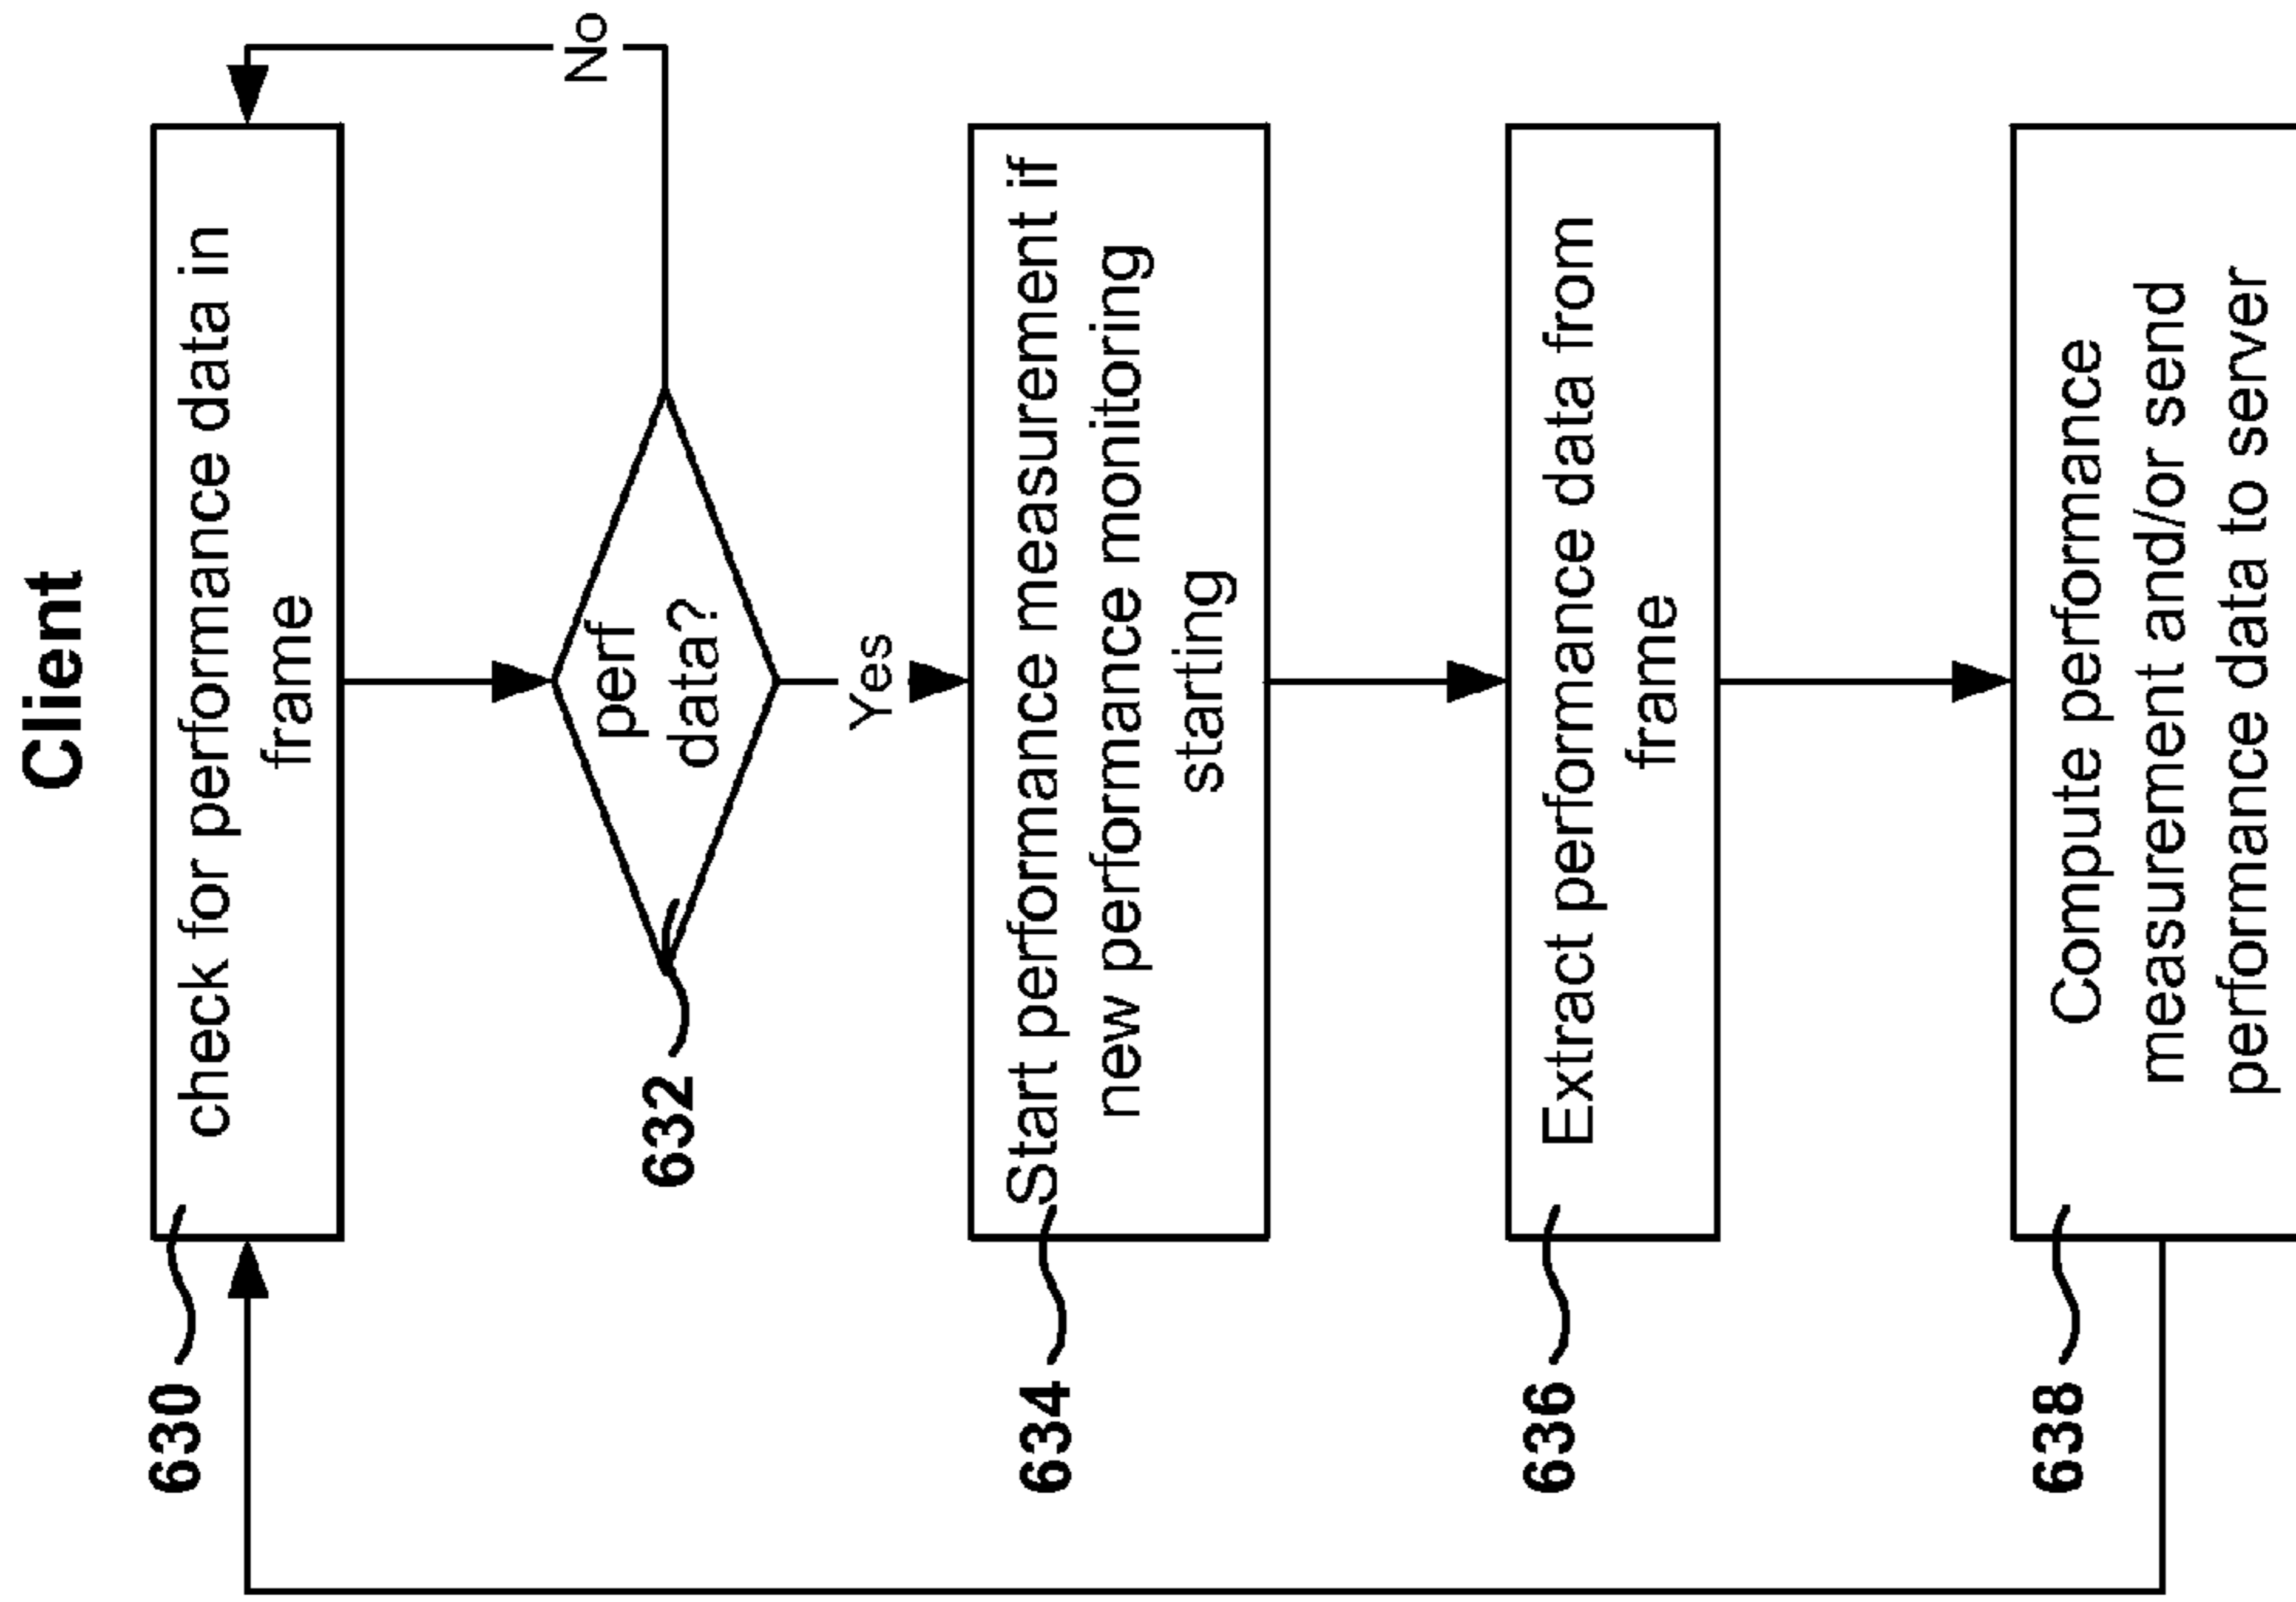 Client
630
check for performance data in
frame
No
632
perf
data?
Yes
634
Start performance measurement if
new performance monitoring
starting
636
Extract performance data from
frame
638
Compute performance
measurement and/or send
performance data to server